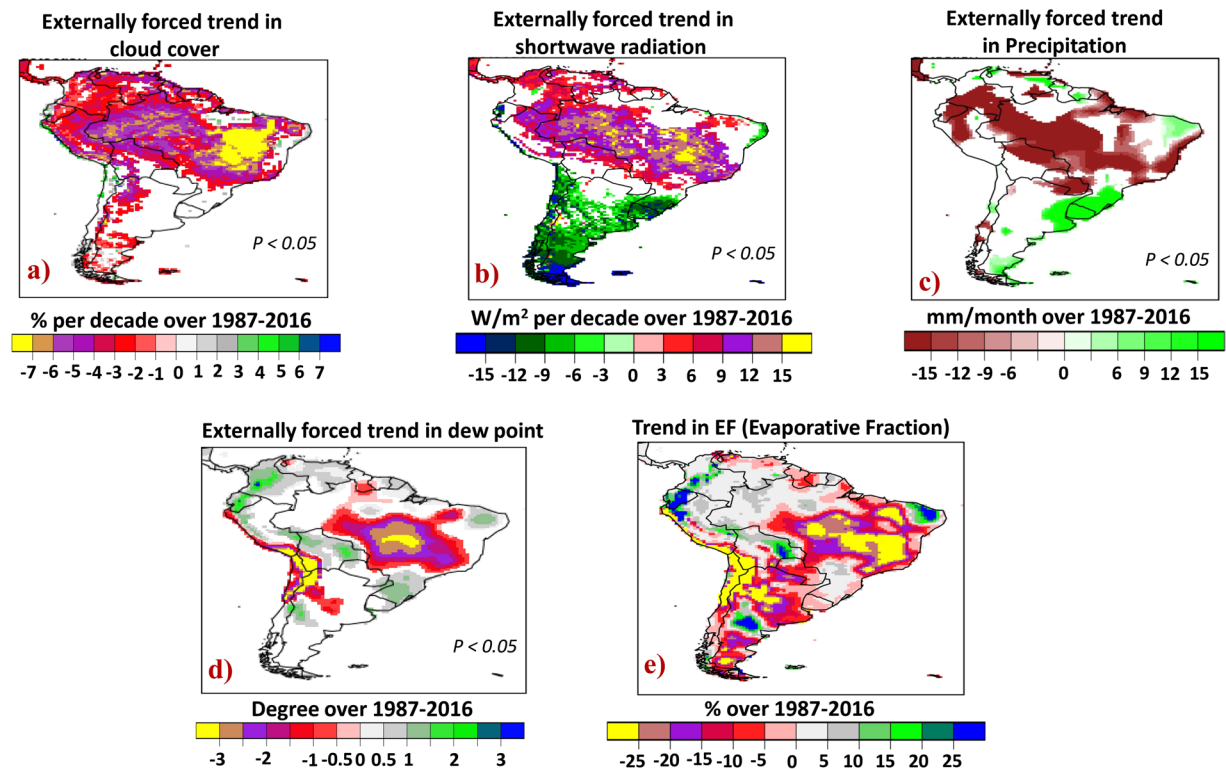 Externally forced trend in
cloud cover
a)
P < 0.05
% per decade over 1987-2016
-7 -6 -5 -4 -3 -2 -1 0 1 2 3 4 5 6 7
Externally forced trend in
shortwave radiation
b)
P < 0.05
W/m² per decade over 1987-2016
-15 -12 -9 -6 -3 0 3 6 9 12 15
Externally forced trend
in Precipitation
c)
P < 0.05
mm/month over 1987-2016
-15 -12 -9 -6 0 6 9 12 15
Externally forced trend in dew point
d)
P < 0.05
Degree over 1987-2016
-3 -2 -1 -0.5 0 0.5 1 2 3
Trend in EF (Evaporative Fraction)
e)
% over 1987-2016
-25 -20 -15 -10 -5 0 5 10 15 20 25